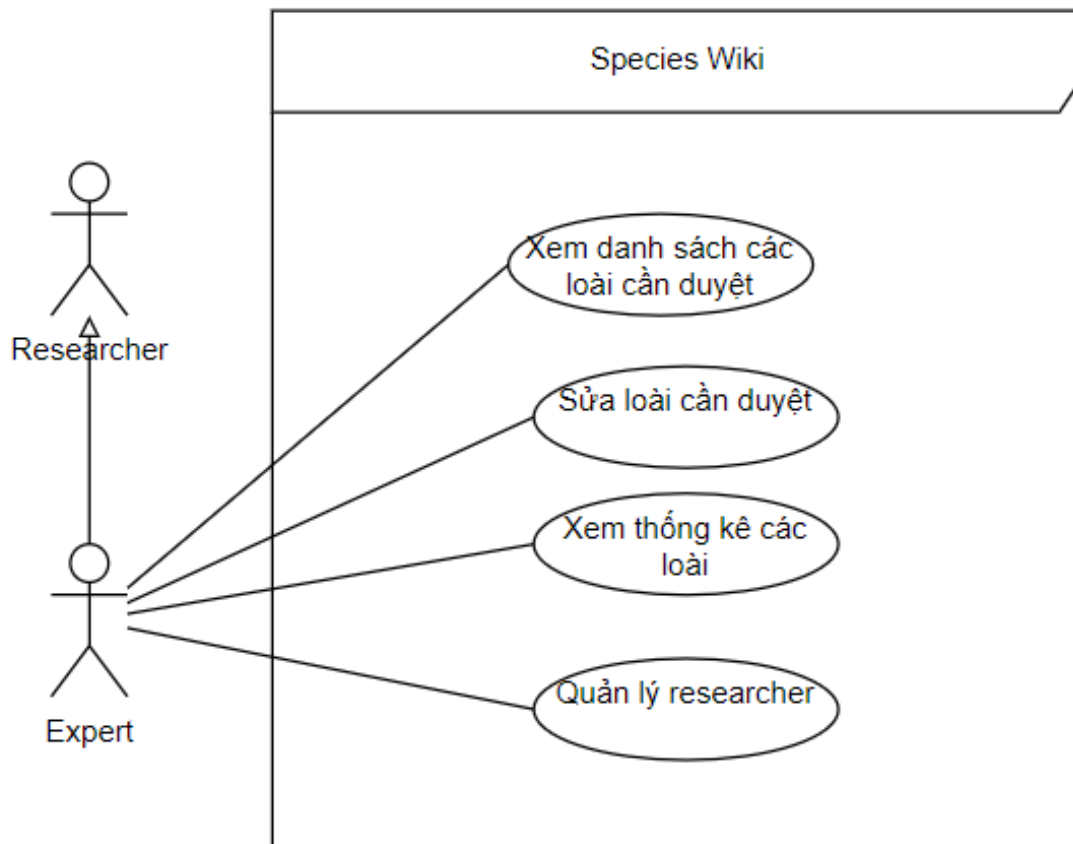 Species Wiki
Xem danh sách các
loài cần duyệt
Researcher
Sửa loài cần duyệt
Xem thống kê các
loài
Quản lý researcher
Expert